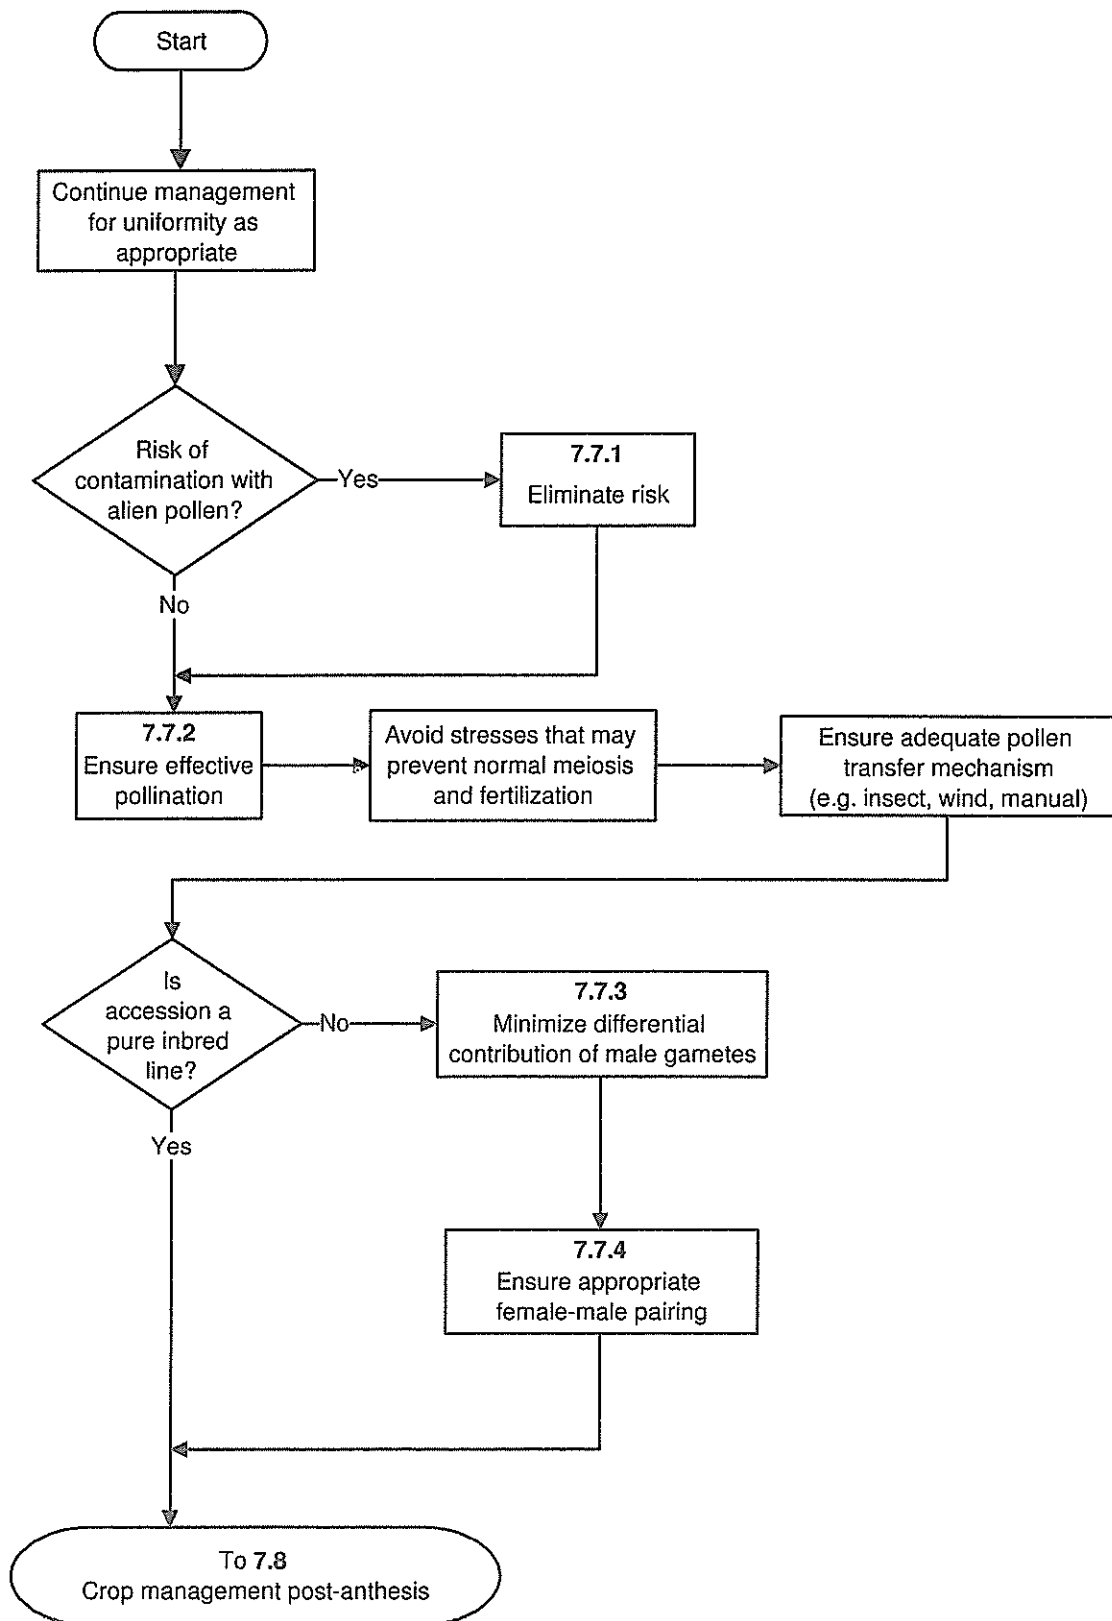 Start
Continue management
for uniformity as
appropriate
Risk of
contamination with
alien pollen?
Yes
7.7.1
Eliminate risk
No
7.7.2
Ensure effective
pollination
Avoid stresses that may
prevent normal meiosis
and fertilization
Ensure adequate pollen
transfer mechanism
(e.g. insect, wind, manual)
Is
accession a
pure inbred
line?
No
7.7.3
Minimize differential
contribution of male gametes
Yes
7.7.4
Ensure appropriate
female-male pairing
To 7.8
Crop management post-anthesis